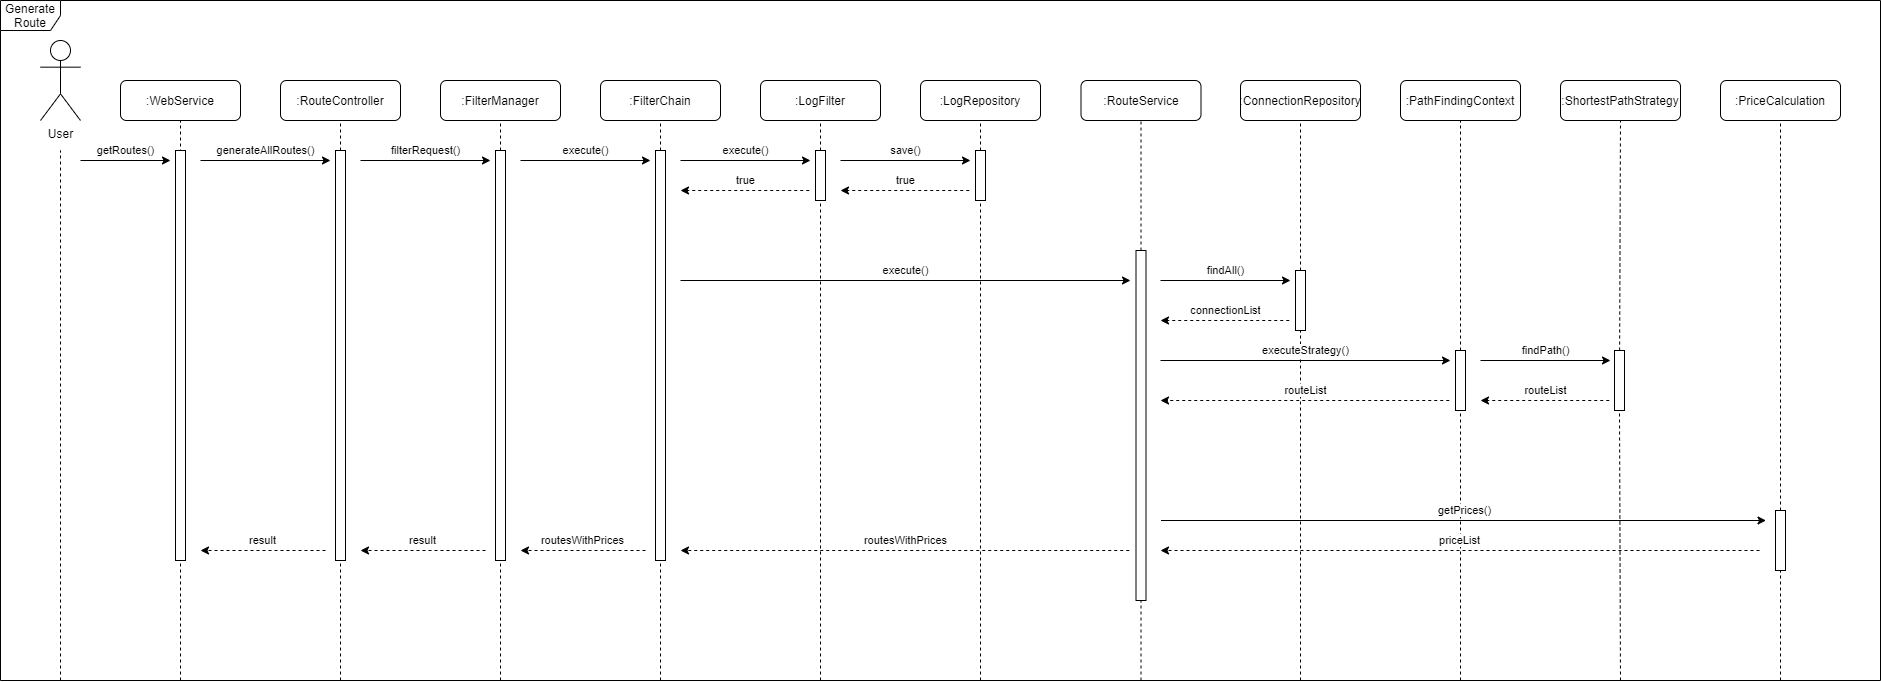 Generate
Route
User
:WebService
:RouteController
:FilterManager
:FilterChain
:LogFilter
:LogRepository
:RouteService
:ConnectionRepository
:PathFindingContext
:ShortestPathStrategy
:PriceCalculation
getRoutes()
generateAllRoutes()
filterRequest()
execute()
execute()
save()
true
true
execute()
findAll()
connectionList
executeStrategy()
findPath()
routeList
routeList
getPrices()
result
result
routesWithPrices
routesWithPrices
priceList